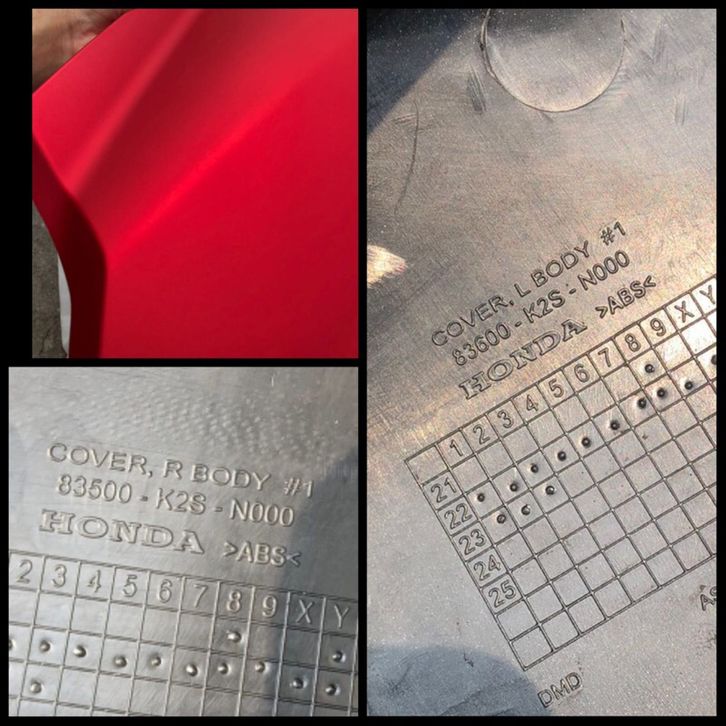 COVER, L BODY #1
83600 - K2S - N000
HONDA >ABS<
1 2 3 4 5 6 7 8 9 X Y
21
22
23
24
25
DMD
COVER, R BODY #1
83500 - K2S - N000
HONDA >ABS<
2 3 4 5 6 7 8 9 X Y